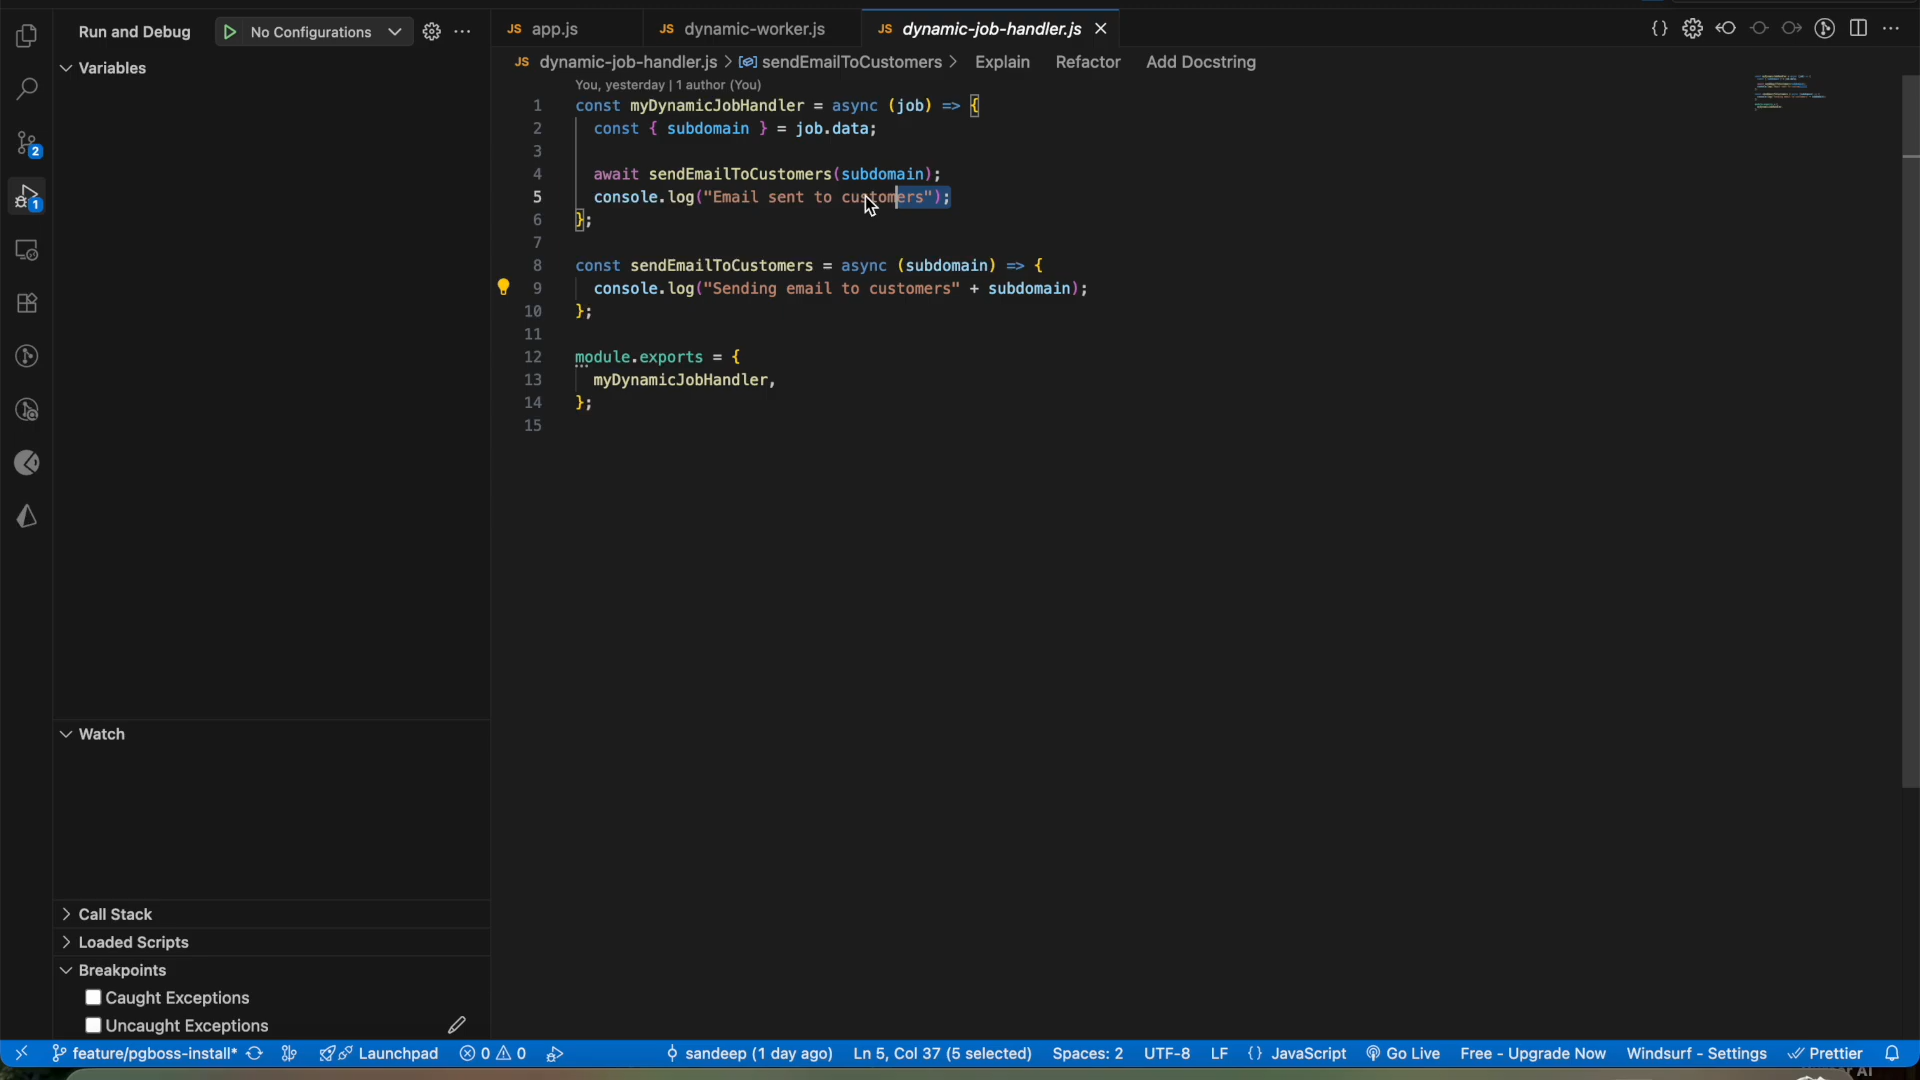 Run and Debug
No Configurations
JS app.js
JS dynamic-worker.js
JS dynamic-job-handler.js
Variables
JS dynamic-job-handler.js > sendEmailToCustomers > Explain Refactor Add Docstring
You, yesterday | 1 author (You)
1 const myDynamicJobHandler = async (job) => {
2 const { subdomain } = job.data;
3
4 await sendEmailToCustomers(subdomain);
5 console.log("Email sent to customers");
6 };
7
8 const sendEmailToCustomers = async (subdomain) => {
9 console.log("Sending email to customers" + subdomain);
10 };
11
12 module.exports = {
13 myDynamicJobHandler,
14 };
15
2
1
Watch
Call Stack
Loaded Scripts
Breakpoints
Caught Exceptions
Uncaught Exceptions
feature/pgboss-install* Launchpad 0 0 sandeep (1 day ago) Ln 5, Col 37 (5 selected) Spaces: 2 UTF-8 LF {} JavaScript Go Live Free - Upgrade Now Windsurf - Settings Prettier